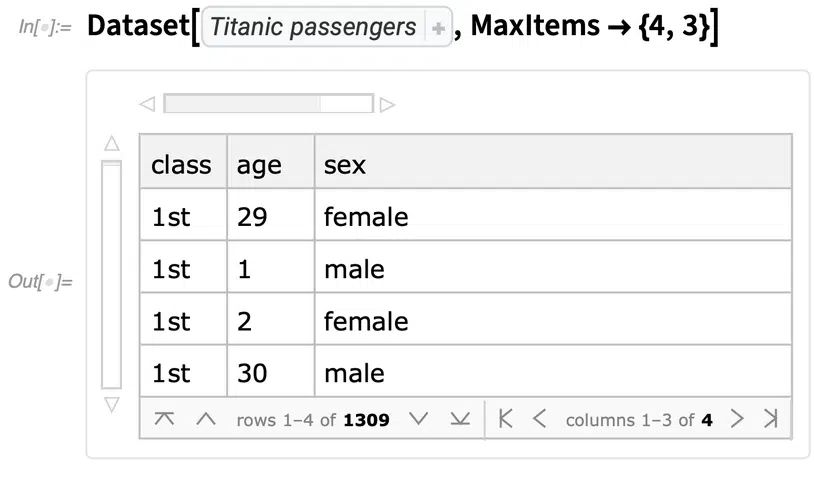 In[●]:= Dataset[Titanic passengers +, MaxItems → {4, 3}]
class age sex
1st 29 female
1st 1 male
Out[●]=
1st 2 female
1st 30 male
rows 1–4 of 1309 columns 1–3 of 4